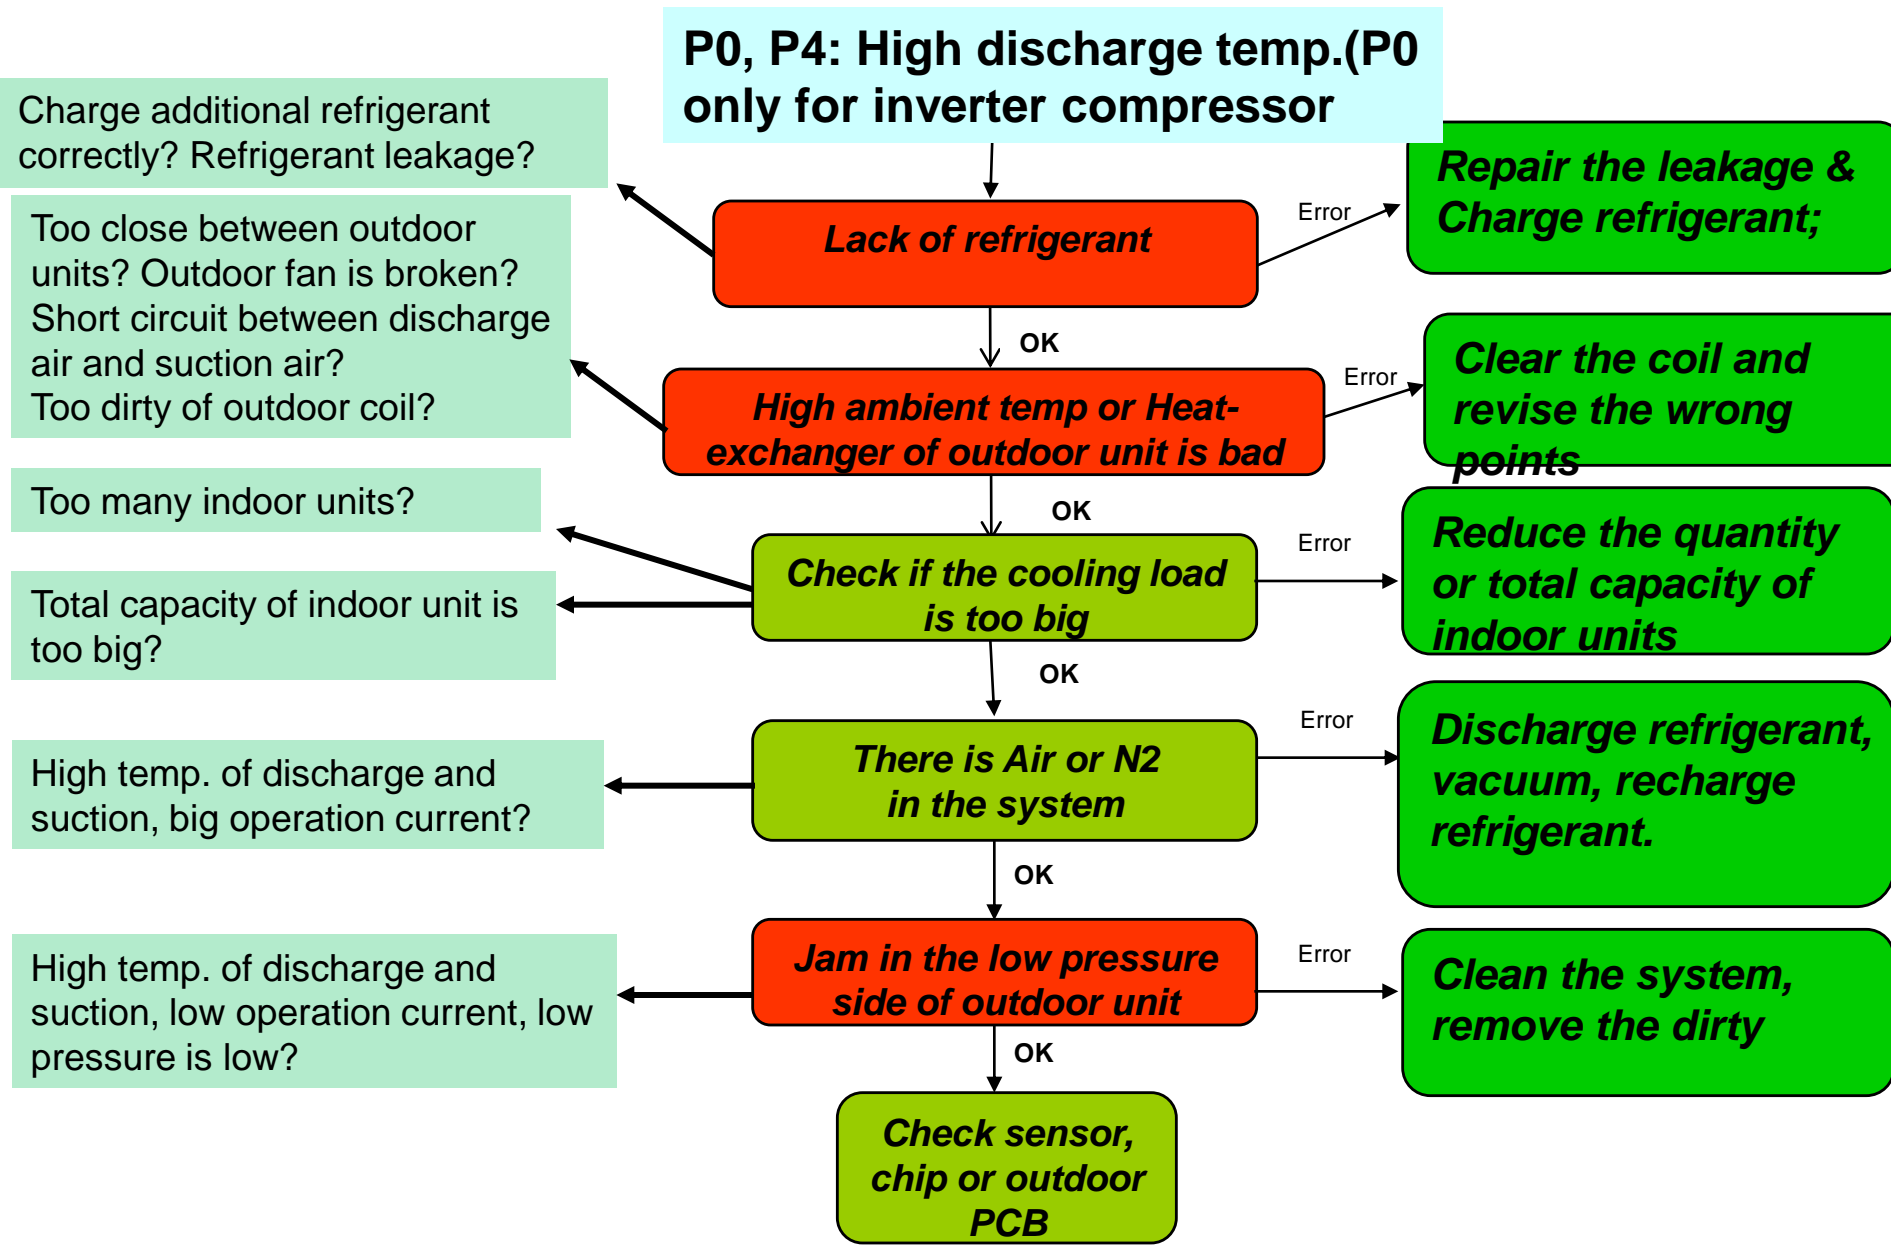 P0, P4: High discharge temp.(P0
only for inverter compressor
Charge additional refrigerant
correctly? Refrigerant leakage?
Lack of refrigerant
Error
Repair the leakage &
Charge refrigerant;
OK
Too close between outdoor
units? Outdoor fan is broken?
Short circuit between discharge
air and suction air?
Too dirty of outdoor coil?
High ambient temp or Heat-
exchanger of outdoor unit is bad
Error
Clear the coil and
revise the wrong
points
OK
Too many indoor units?
Total capacity of indoor unit is
too big?
Check if the cooling load
is too big
Error
Reduce the quantity
or total capacity of
indoor units
OK
High temp. of discharge and
suction, big operation current?
There is Air or N2
in the system
Error
Discharge refrigerant,
vacuum, recharge
refrigerant.
OK
High temp. of discharge and
suction, low operation current, low
pressure is low?
Jam in the low pressure
side of outdoor unit
Error
Clean the system,
remove the dirty
OK
Check sensor,
chip or outdoor
PCB